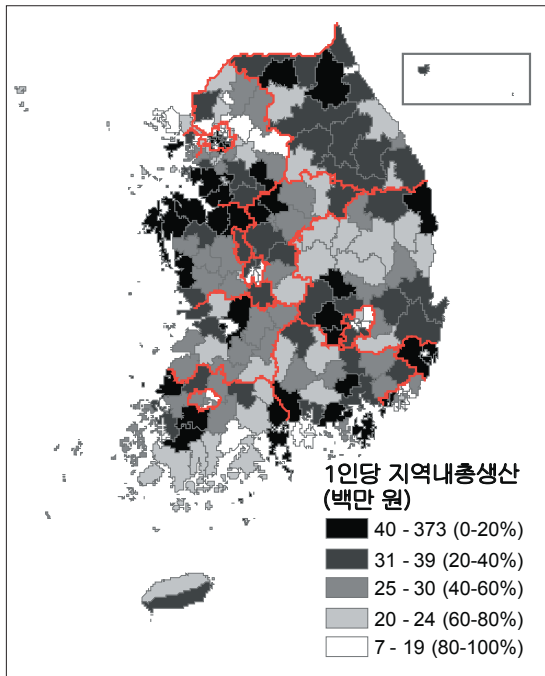 1인당 지역내총생산
(백만 원)
40 - 373 (0-20%)
31 - 39 (20-40%)
25 - 30 (40-60%)
20 - 24 (60-80%)
7 - 19 (80-100%)